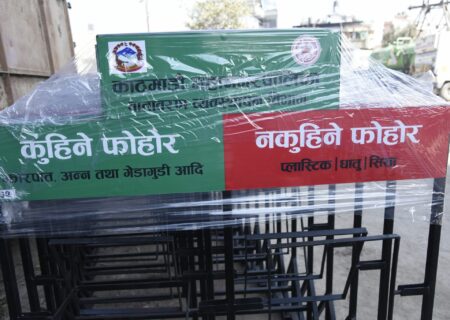 काठमाडौं महानगरपालिका
वातावरण व्यवस्थापन विभाग
कुहिने फोहोर
नकुहिने फोहोर
अन्न तथा गेडागुडी आदि
प्लास्टिक | धातु | सिसा